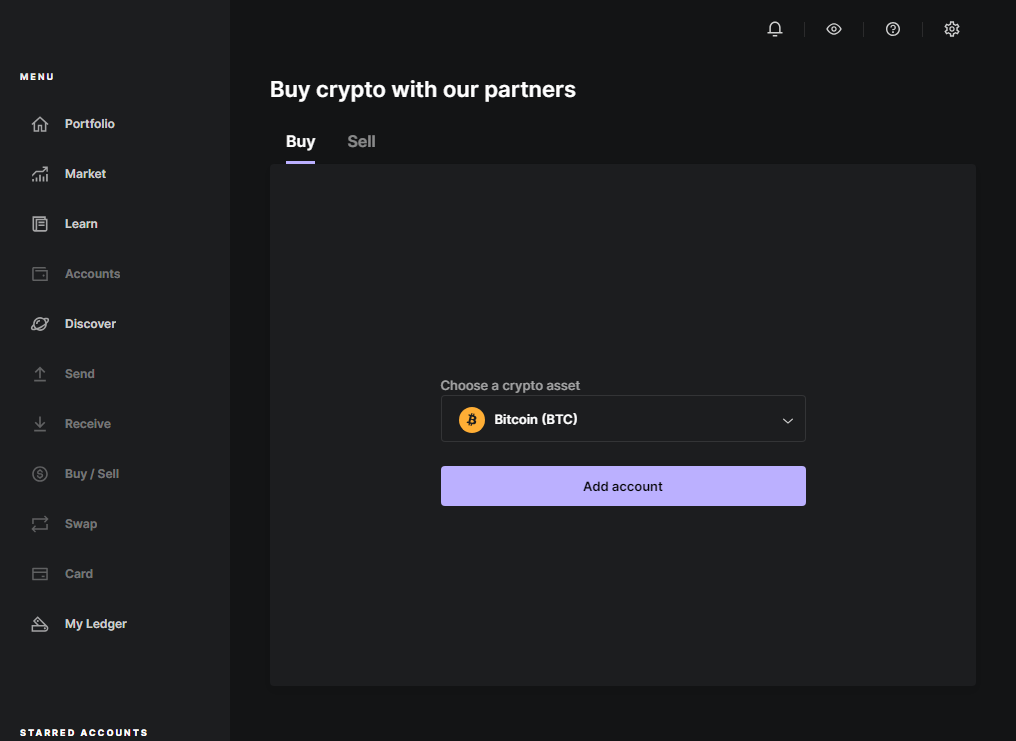 MENU
Portfolio
Market
Learn
Accounts
Discover
Send
Receive
Buy / Sell
Swap
Card
My Ledger
STARRED ACCOUNTS
Buy crypto with our partners
Buy Sell
Choose a crypto asset
Bitcoin (BTC)
Add account